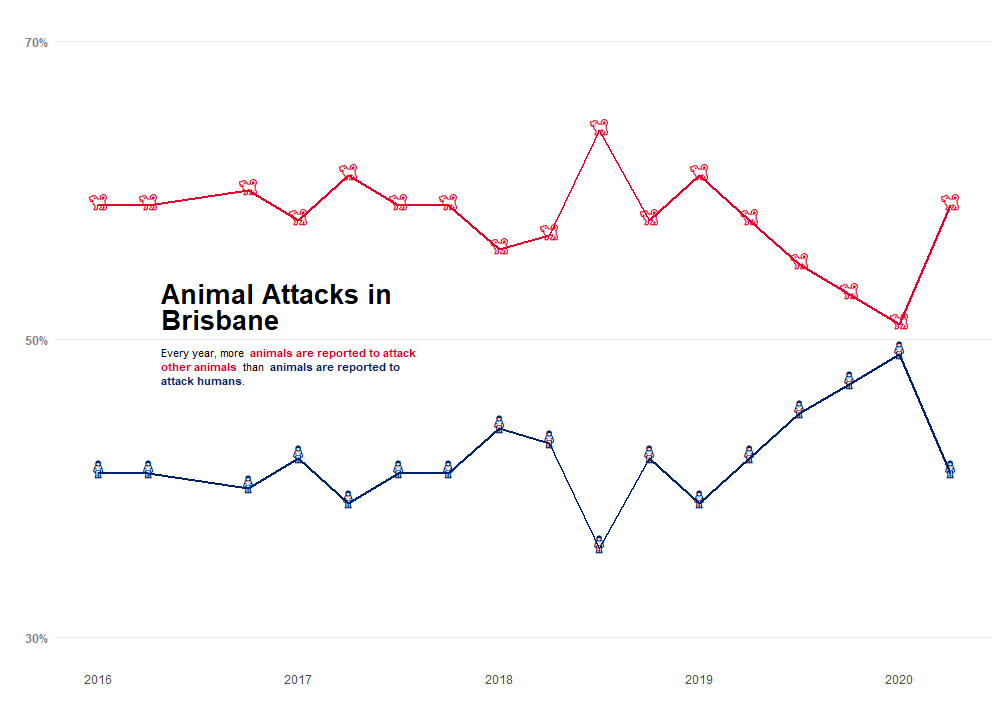 70%
Animal Attacks in
Brisbane
50%
Every year, more animals are reported to attack
other animals than animals are reported to
attack humans.
30%
2016 2017 2018 2019 2020